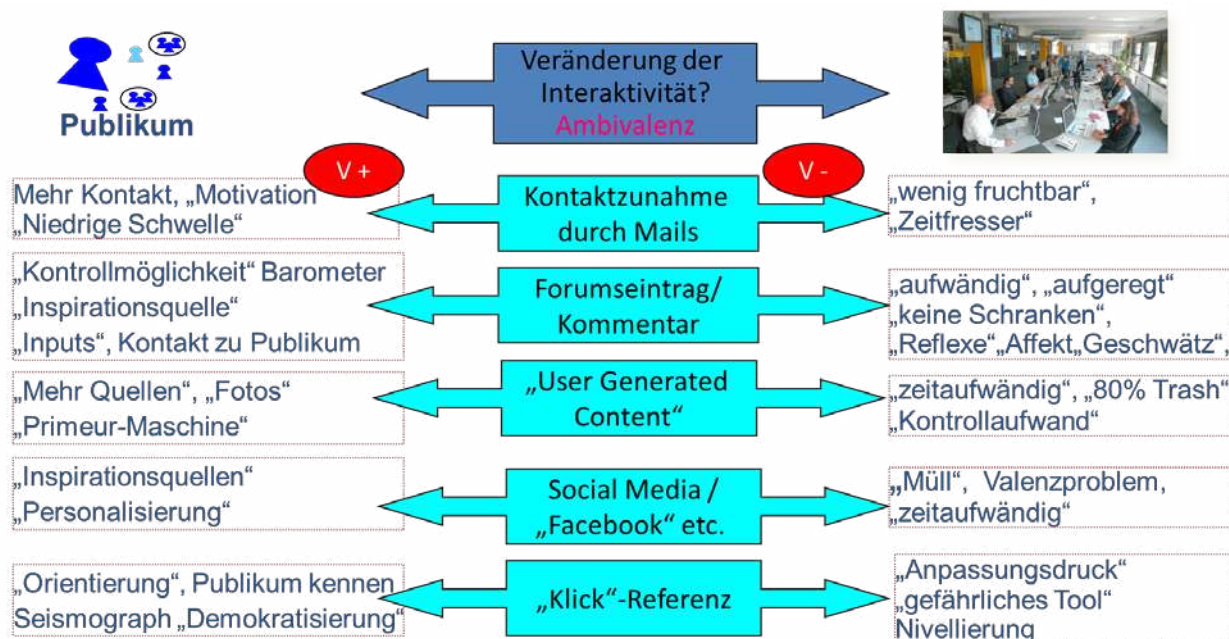 Veränderung der
Interaktivität?
Ambivalenz
Publikum
V +
V -
Mehr Kontakt, „Motivation
„Niedrige Schwelle“
Kontaktzunahme
durch Mails
„wenig fruchtbar“,
„Zeitfresser“
„Kontrollmöglichkeit“ Barometer
„Inspirationsquelle“
„Inputs“, Kontakt zu Publikum
Forumseintrag/
Kommentar
„aufwändig“, „aufgeregt“
„keine Schranken“,
„Reflexe“„Affekt„Geschwätz‘,
„Mehr Quellen“, „Fotos“
„Primeur-Maschine“
„User Generated
Content“
„zeitaufwändig“, „80% Trash“
„Kontrollaufwand“
„Inspirationsquellen“
„Personalisierung“
Social Media /
„Facebook“ etc.
„Müll“, Valenzproblem,
„zeitaufwändig“
„Orientierung“, Publikum kennen
Seismograph „Demokratisierung“
„Klick“-Referenz
„Anpassungsdruck“
„gefährliches Tool“
Nivellierung